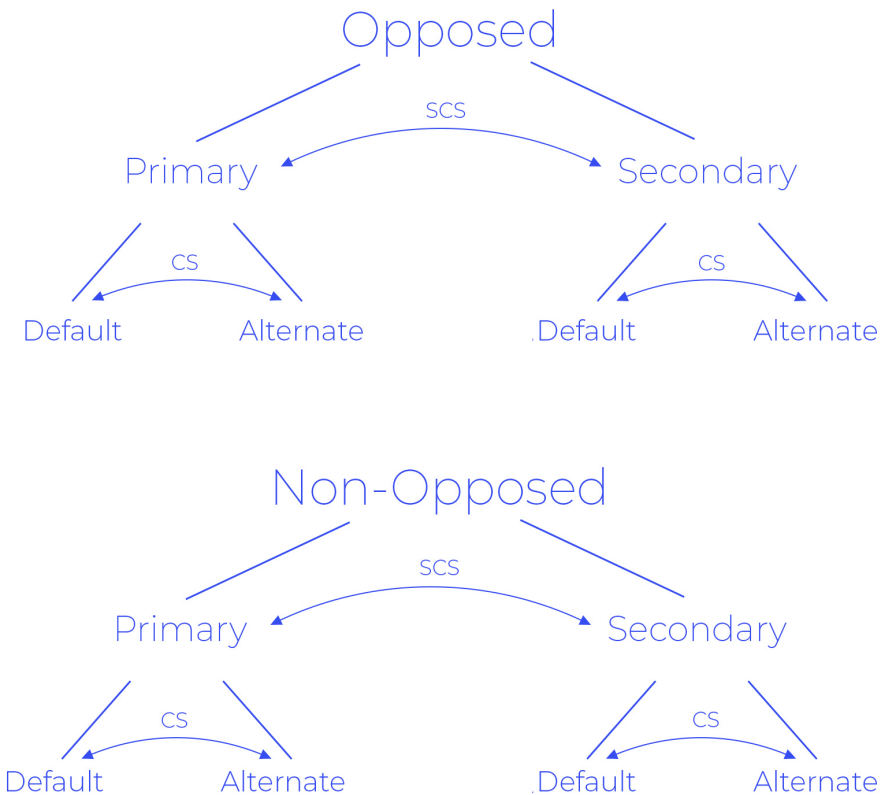 Opposed
SCS
Primary
Secondary
CS
CS
Default
Alternate
.Default
Alternate
Non-Opposed
SCS
Primary
Secondary
CS
CS
Default
Alternate
.Default
Alternate